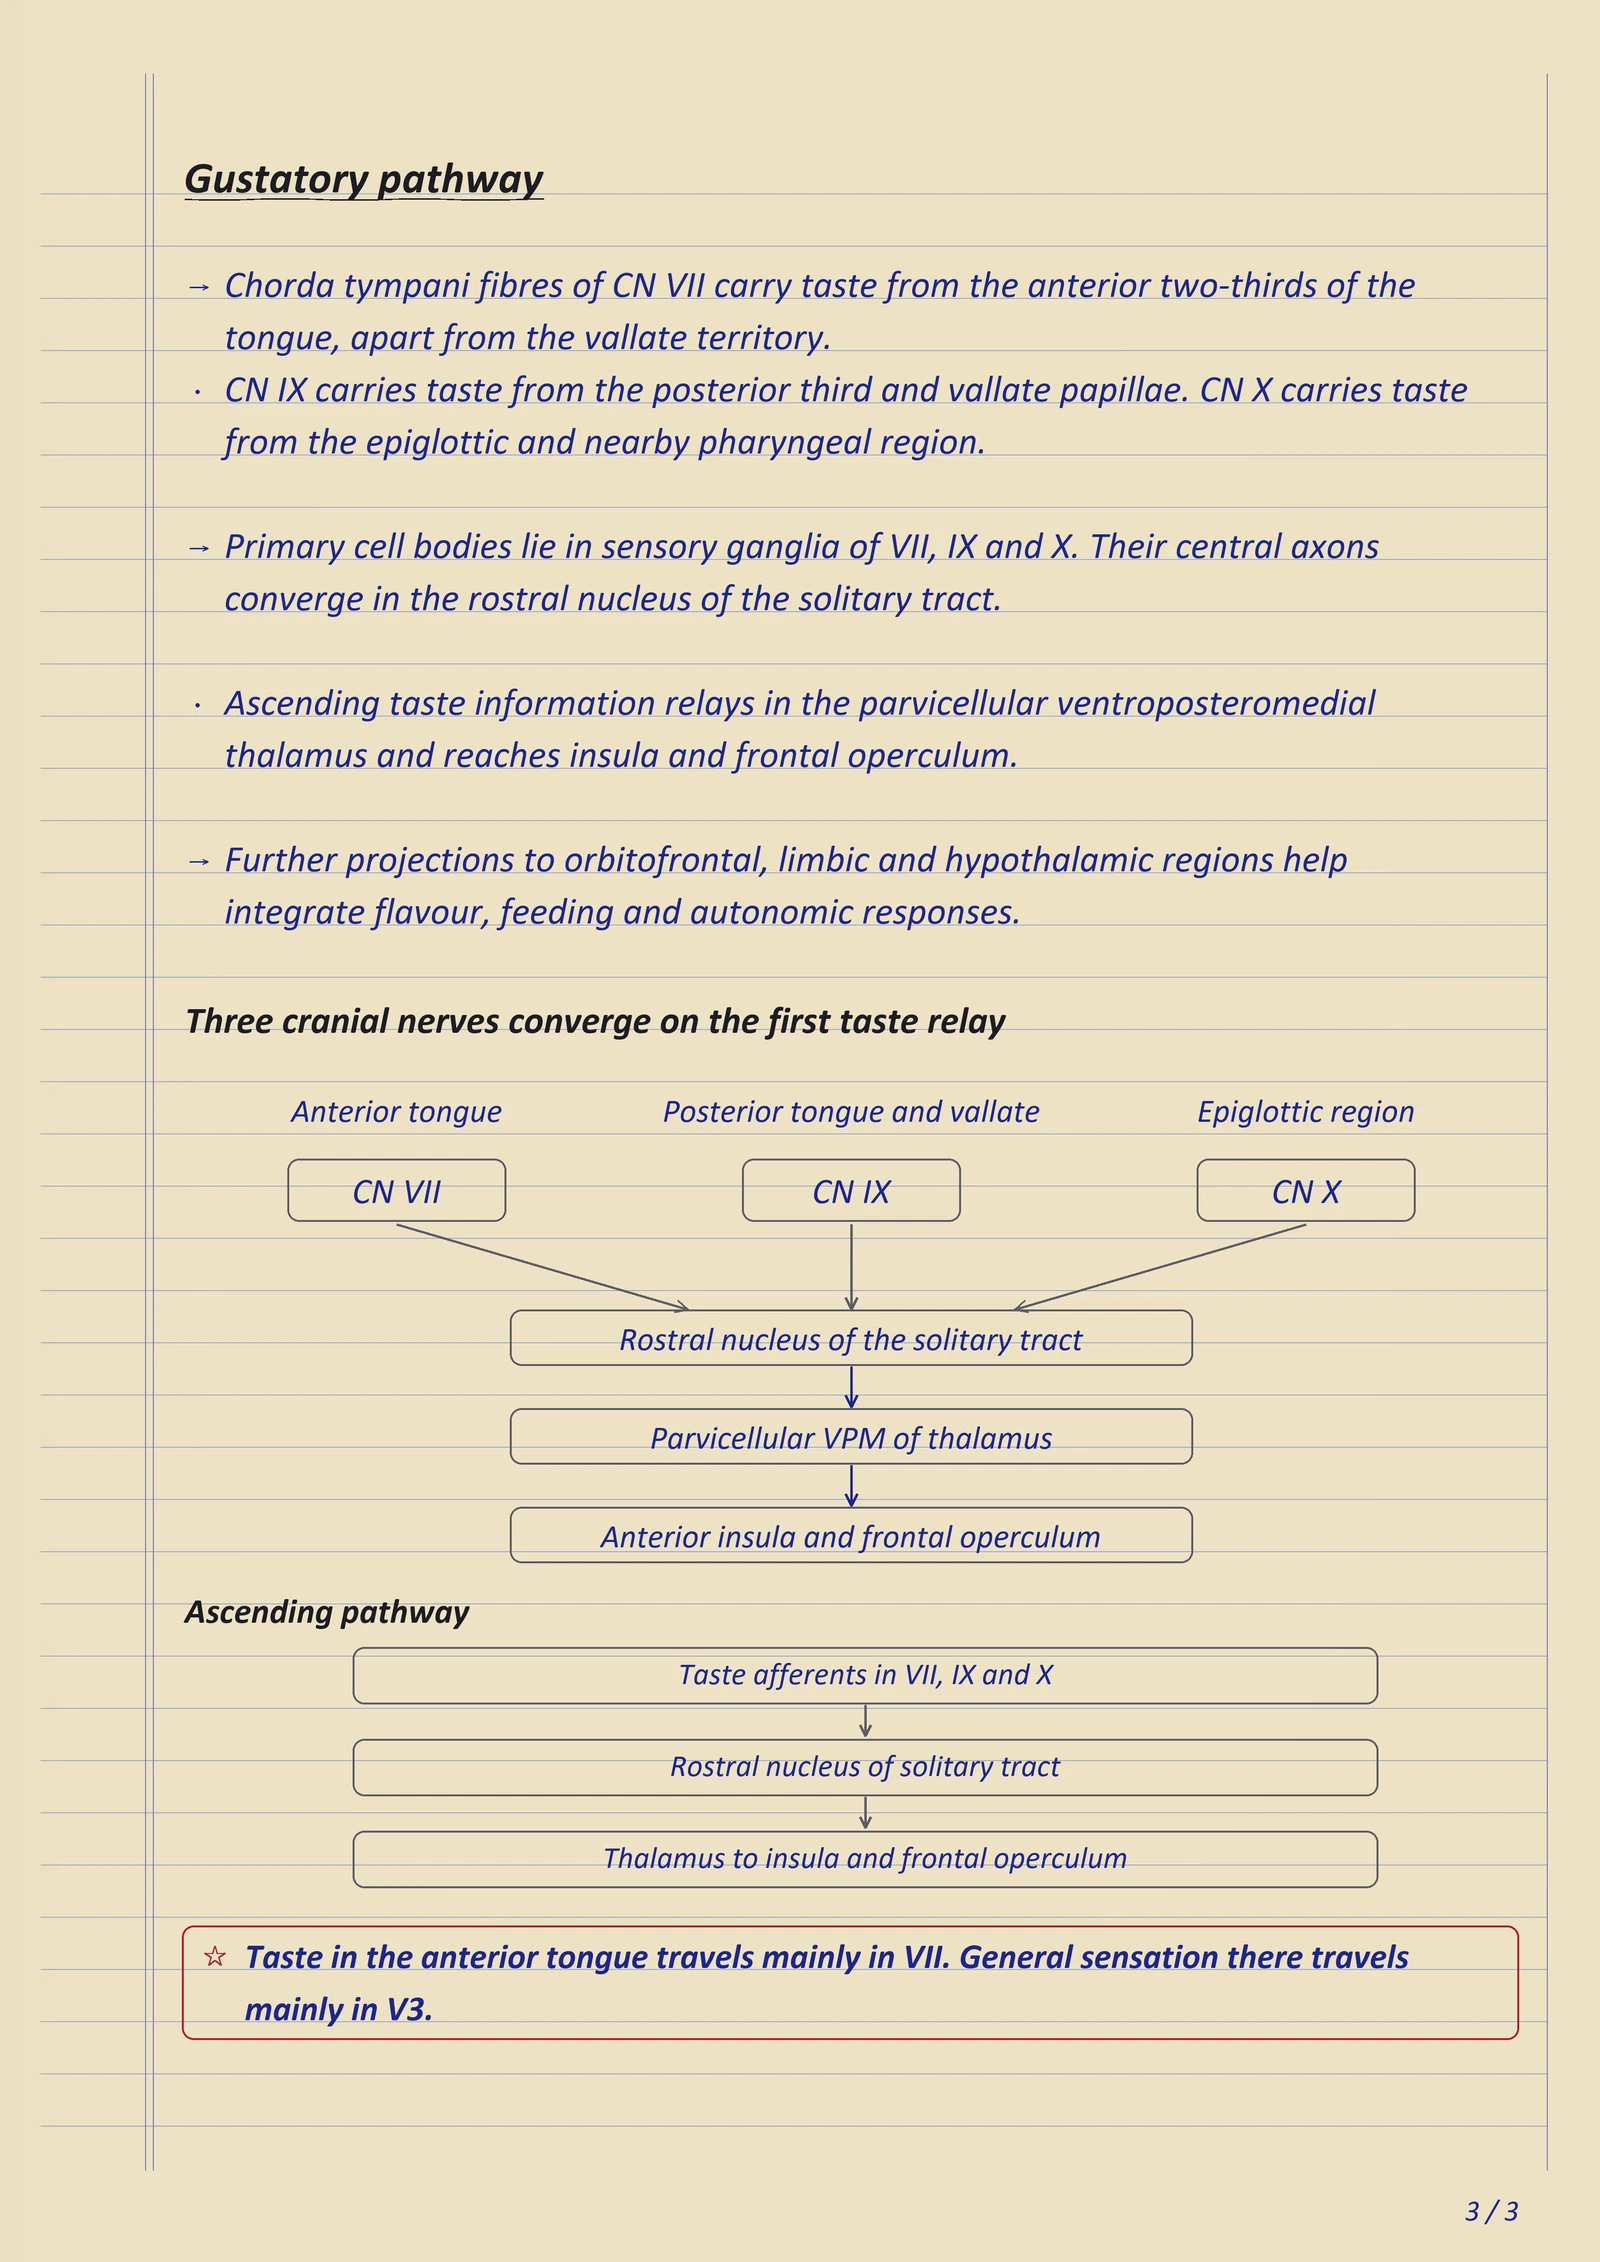 Gustatory pathway
→ Chorda tympani fibres of CN VII carry taste from the anterior two-thirds of the
tongue, apart from the vallate territory.
· CN IX carries taste from the posterior third and vallate papillae. CN X carries taste
from the epiglottic and nearby pharyngeal region.
→ Primary cell bodies lie in sensory ganglia of VII, IX and X. Their central axons
converge in the rostral nucleus of the solitary tract.
· Ascending taste information relays in the parvicellular ventroposteromedial
thalamus and reaches insula and frontal operculum.
→ Further projections to orbitofrontal, limbic and hypothalamic regions help
integrate flavour, feeding and autonomic responses.
Three cranial nerves converge on the first taste relay
Anterior tongue Posterior tongue and vallate Epiglottic region
CN VII CN IX CN X
Rostral nucleus of the solitary tract
Parvicellular VPM of thalamus
Anterior insula and frontal operculum
Ascending pathway
Taste afferents in VII, IX and X
Rostral nucleus of solitary tract
Thalamus to insula and frontal operculum
☆ Taste in the anterior tongue travels mainly in VII. General sensation there travels
mainly in V3.
3 / 3